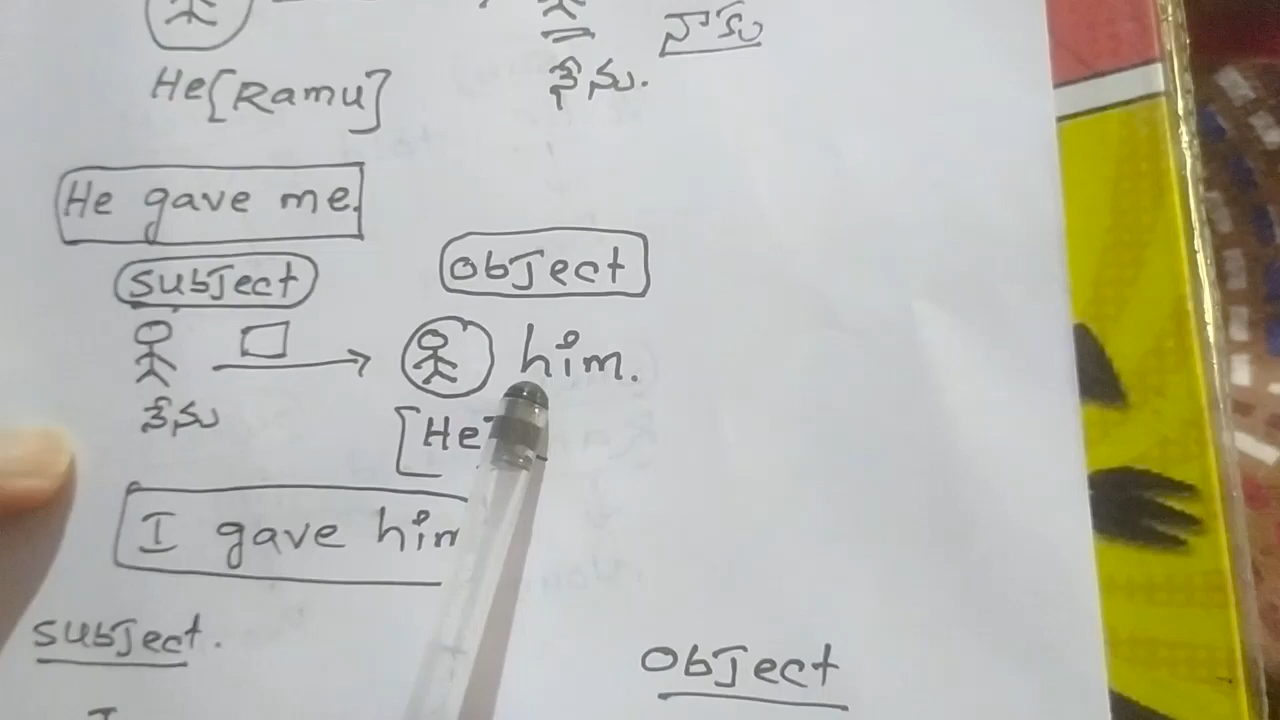 నాకు
నేను.
He[Ramu]
He gave me.
subject
object
him.
నేను
[He
I gave him
subject.
object
I